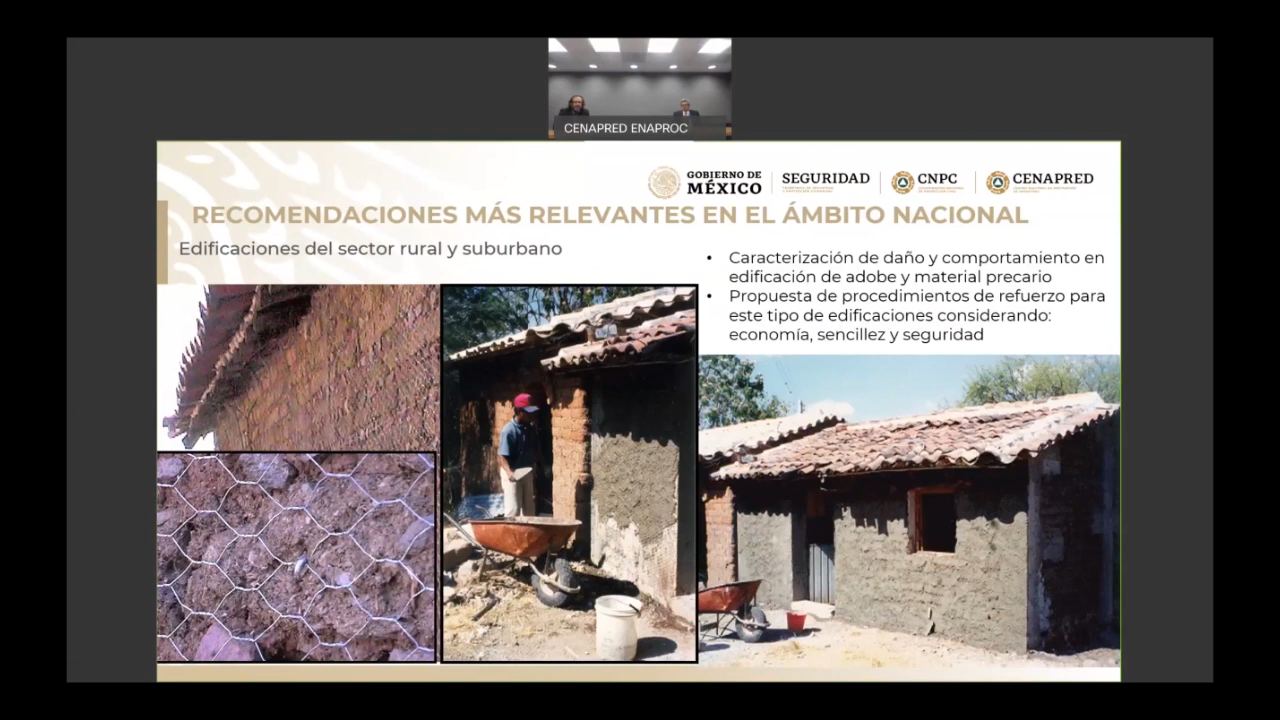 CENAPRED ENAPROC
GOBIERNO DE
MÉXICO
SEGURIDAD
CNPC
CENAPRED
RECOMENDACIONES MÁS RELEVANTES EN EL ÁMBITO NACIONAL
Edificaciones del sector rural y suburbano
• Caracterización de daño y comportamiento en
edificación de adobe y material precario
• Propuesta de procedimientos de refuerzo para
este tipo de edificaciones considerando:
economía, sencillez y seguridad